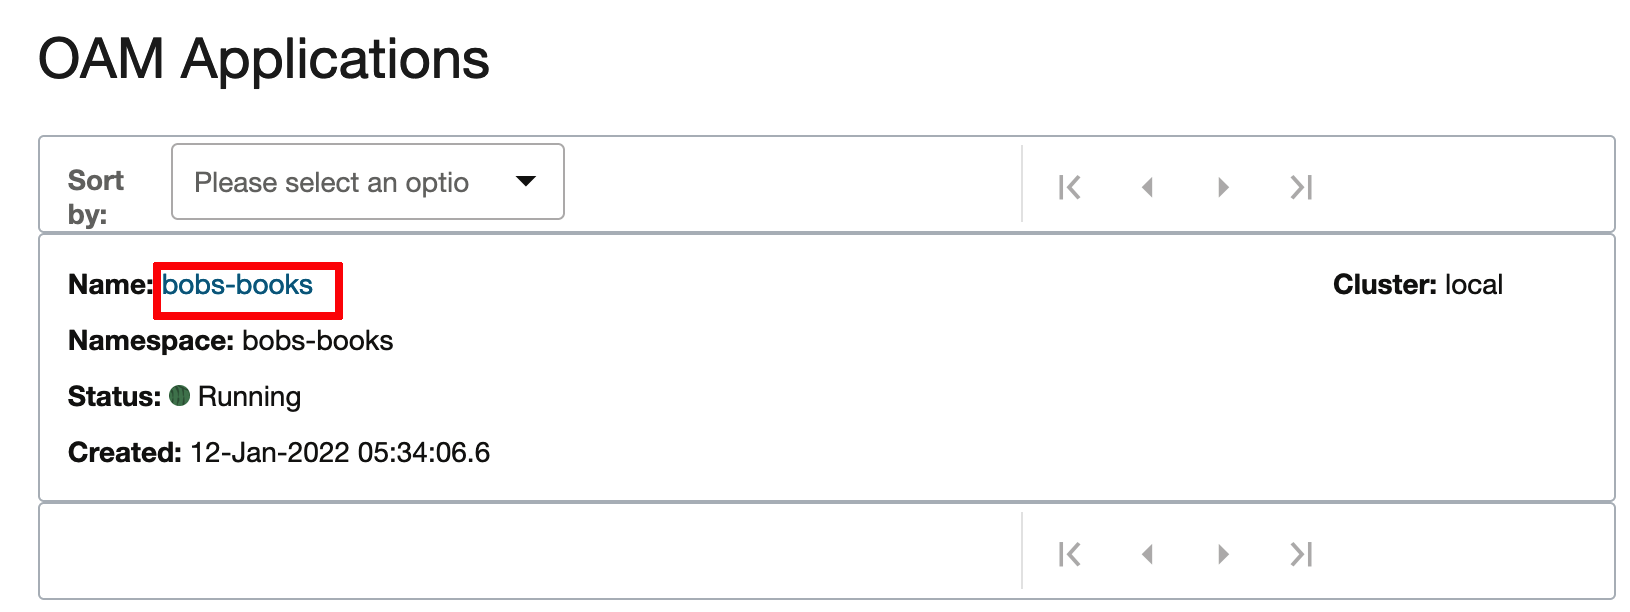 OAM Applications
Sort by:
Please select an optio
Name: bobs-books
Cluster: local
Namespace: bobs-books
Status: Running
Created: 12-Jan-2022 05:34:06.6